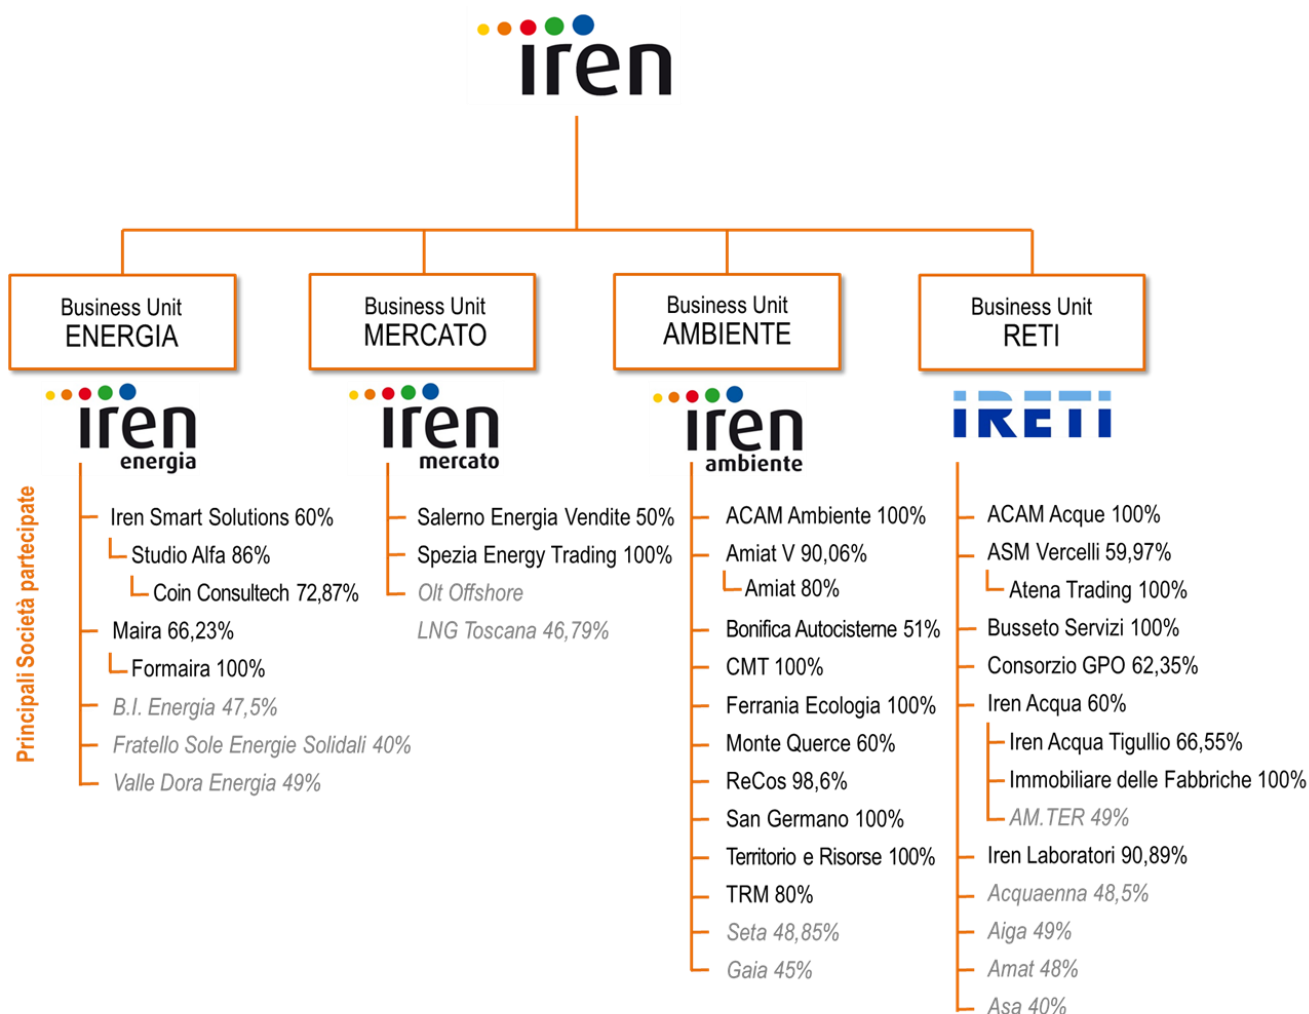 iren
Business Unit
ENERGIA
Business Unit
MERCATO
Business Unit
AMBIENTE
Business Unit
RETI
Principali Società partecipate
iren
energia
Iren Smart Solutions 60%
Studio Alfa 86%
Coin Consultech 72,87%
Maira 66,23%
Formaira 100%
B.I. Energia 47,5%
Fratello Sole Energie Solidali 40%
Valle Dora Energia 49%
iren
mercato
Salerno Energia Vendite 50%
Spezia Energy Trading 100%
Olt Offshore
LNG Toscana 46,79%
iren
ambiente
ACAM Ambiente 100%
Amiat V 90,06%
Amiat 80%
Bonifica Autocisterne 51%
CMT 100%
Ferrania Ecologia 100%
Monte Querce 60%
ReCos 98,6%
San Germano 100%
Territorio e Risorse 100%
TRM 80%
Seta 48,85%
Gaia 45%
IRETI
ACAM Acque 100%
ASM Vercelli 59,97%
Atena Trading 100%
Busseto Servizi 100%
Consorzio GPO 62,35%
Iren Acqua 60%
Iren Acqua Tigullio 66,55%
Immobiliare delle Fabbriche 100%
AM.TER 49%
Iren Laboratori 90,89%
Acquaenna 48,5%
Aiga 49%
Amat 48%
Asa 40%